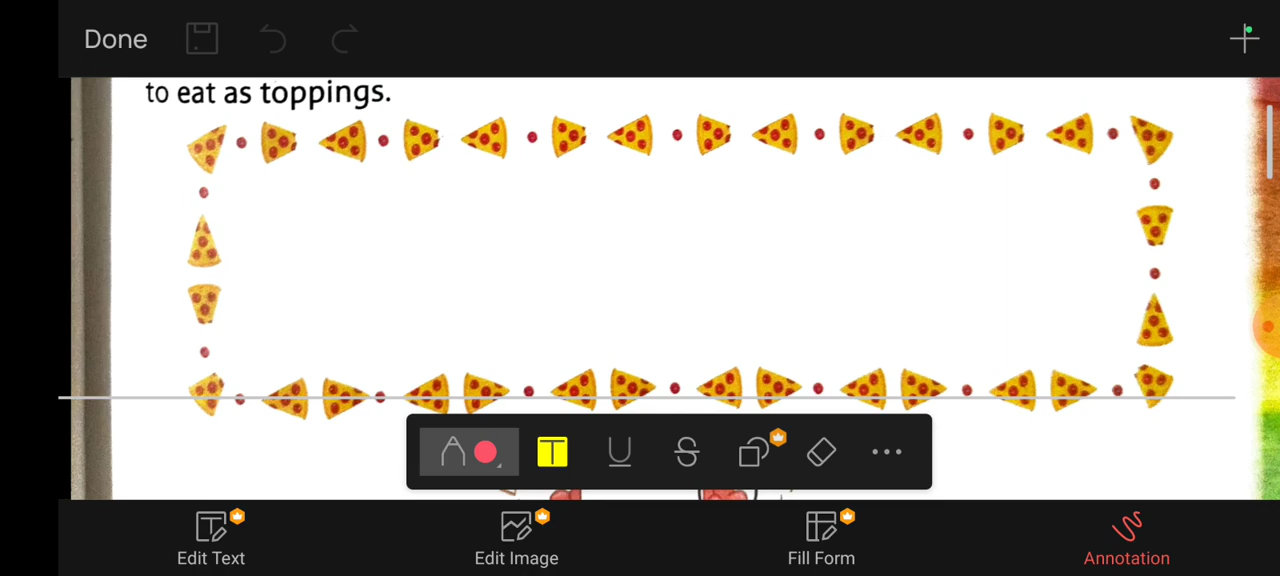 Done
to eat as toppings.
Edit Text
Edit Image
Fill Form
Annotation